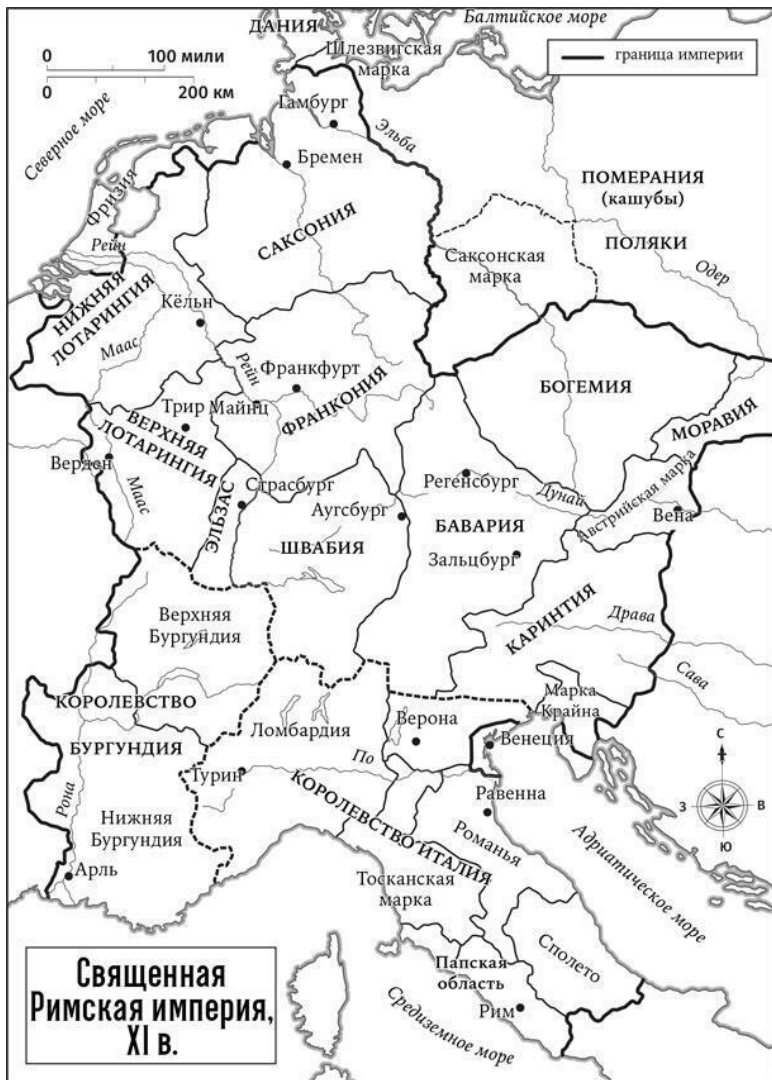 ДАНИЯ
Балтийское море
Шлезвигская
марка
0 100 мили
0 200 км
граница империи
Северное море
Гамбург
Эльба
Бремен
Фризия
САКСОНИЯ
ПОМЕРАНИЯ
(кашубы)
ПОЛЯКИ
Рейн
Саксонская
марка
Одер
НИЖНЯЯ
ЛОТАРИНГИЯ
Кёльн
Маас
Рейн
Франкфурт
ФРАНКОНИЯ
БОГЕМИЯ
Трир
Майнц
ВЕРХНЯЯ
ЛОТАРИНГИЯ
МОРАВИЯ
Верден
Маас
Страсбург
ЭЛЬЗАС
Регенсбург
Дунай
Австрийская марка
Вена
Аугсбург
БАВАРИЯ
ШВАБИЯ
Зальцбург
Верхняя
Бургундия
КАРИНТИЯ
Драва
Сава
КОРОЛЕВСТВО
БУРГУНДИЯ
Ломбардия
Верона
Марка
Крайна
Венеция
Турин
По
Рона
Нижняя
Бургундия
КОРОЛЕВСТВО ИТАЛИЯ
Равенна
Романья
С
З
В
Ю
Арль
Тосканская
марка
Адриатическое море
Сполето
Папская
область
Рим
Средиземное море
Священная
Римская империя,
XI в.